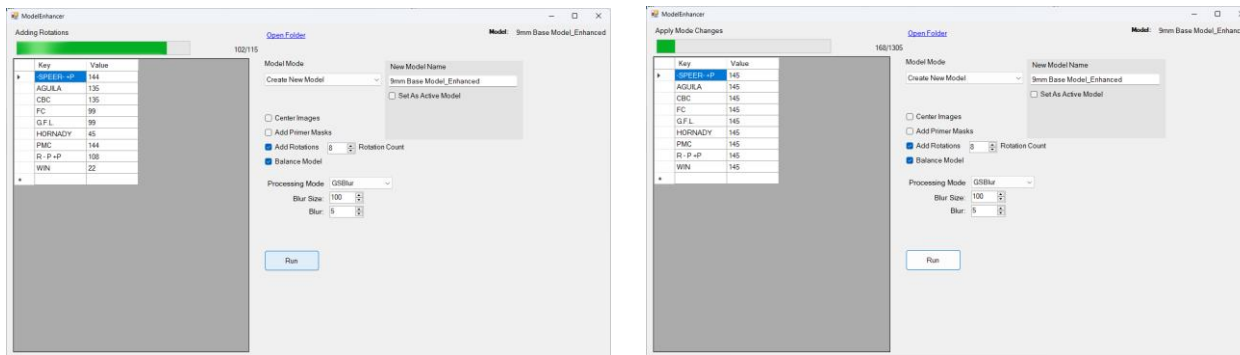 ModelEnhancer
Adding Rotations
Open Folder
Model: 9mm Base Model_Enhanced
102/115
Key Value
-SPEER- +P 144
AGUILA 135
CBC 135
FC 99
G.F.L. 99
HORNADY 45
PMC 144
R - P +P 108
WIN 22
Model Mode
Create New Model
New Model Name
9mm Base Model_Enhanced
Set As Active Model
Center Images
Add Primer Masks
Add Rotations 8 Rotation Count
Balance Model
Processing Mode GSBlur
Blur Size: 100
Blur: 5
Run
ModelEnhancer
Apply Mode Changes
Open Folder
Model: 9mm Base Model_Enhanc
168/1305
Key Value
-SPEER- +P 145
AGUILA 145
CBC 145
FC 145
G.F.L. 145
HORNADY 145
PMC 145
R - P +P 145
WIN 145
Model Mode
Create New Model
New Model Name
9mm Base Model_Enhanced
Set As Active Model
Center Images
Add Primer Masks
Add Rotations 8 Rotation Count
Balance Model
Processing Mode GSBlur
Blur Size: 100
Blur: 5
Run